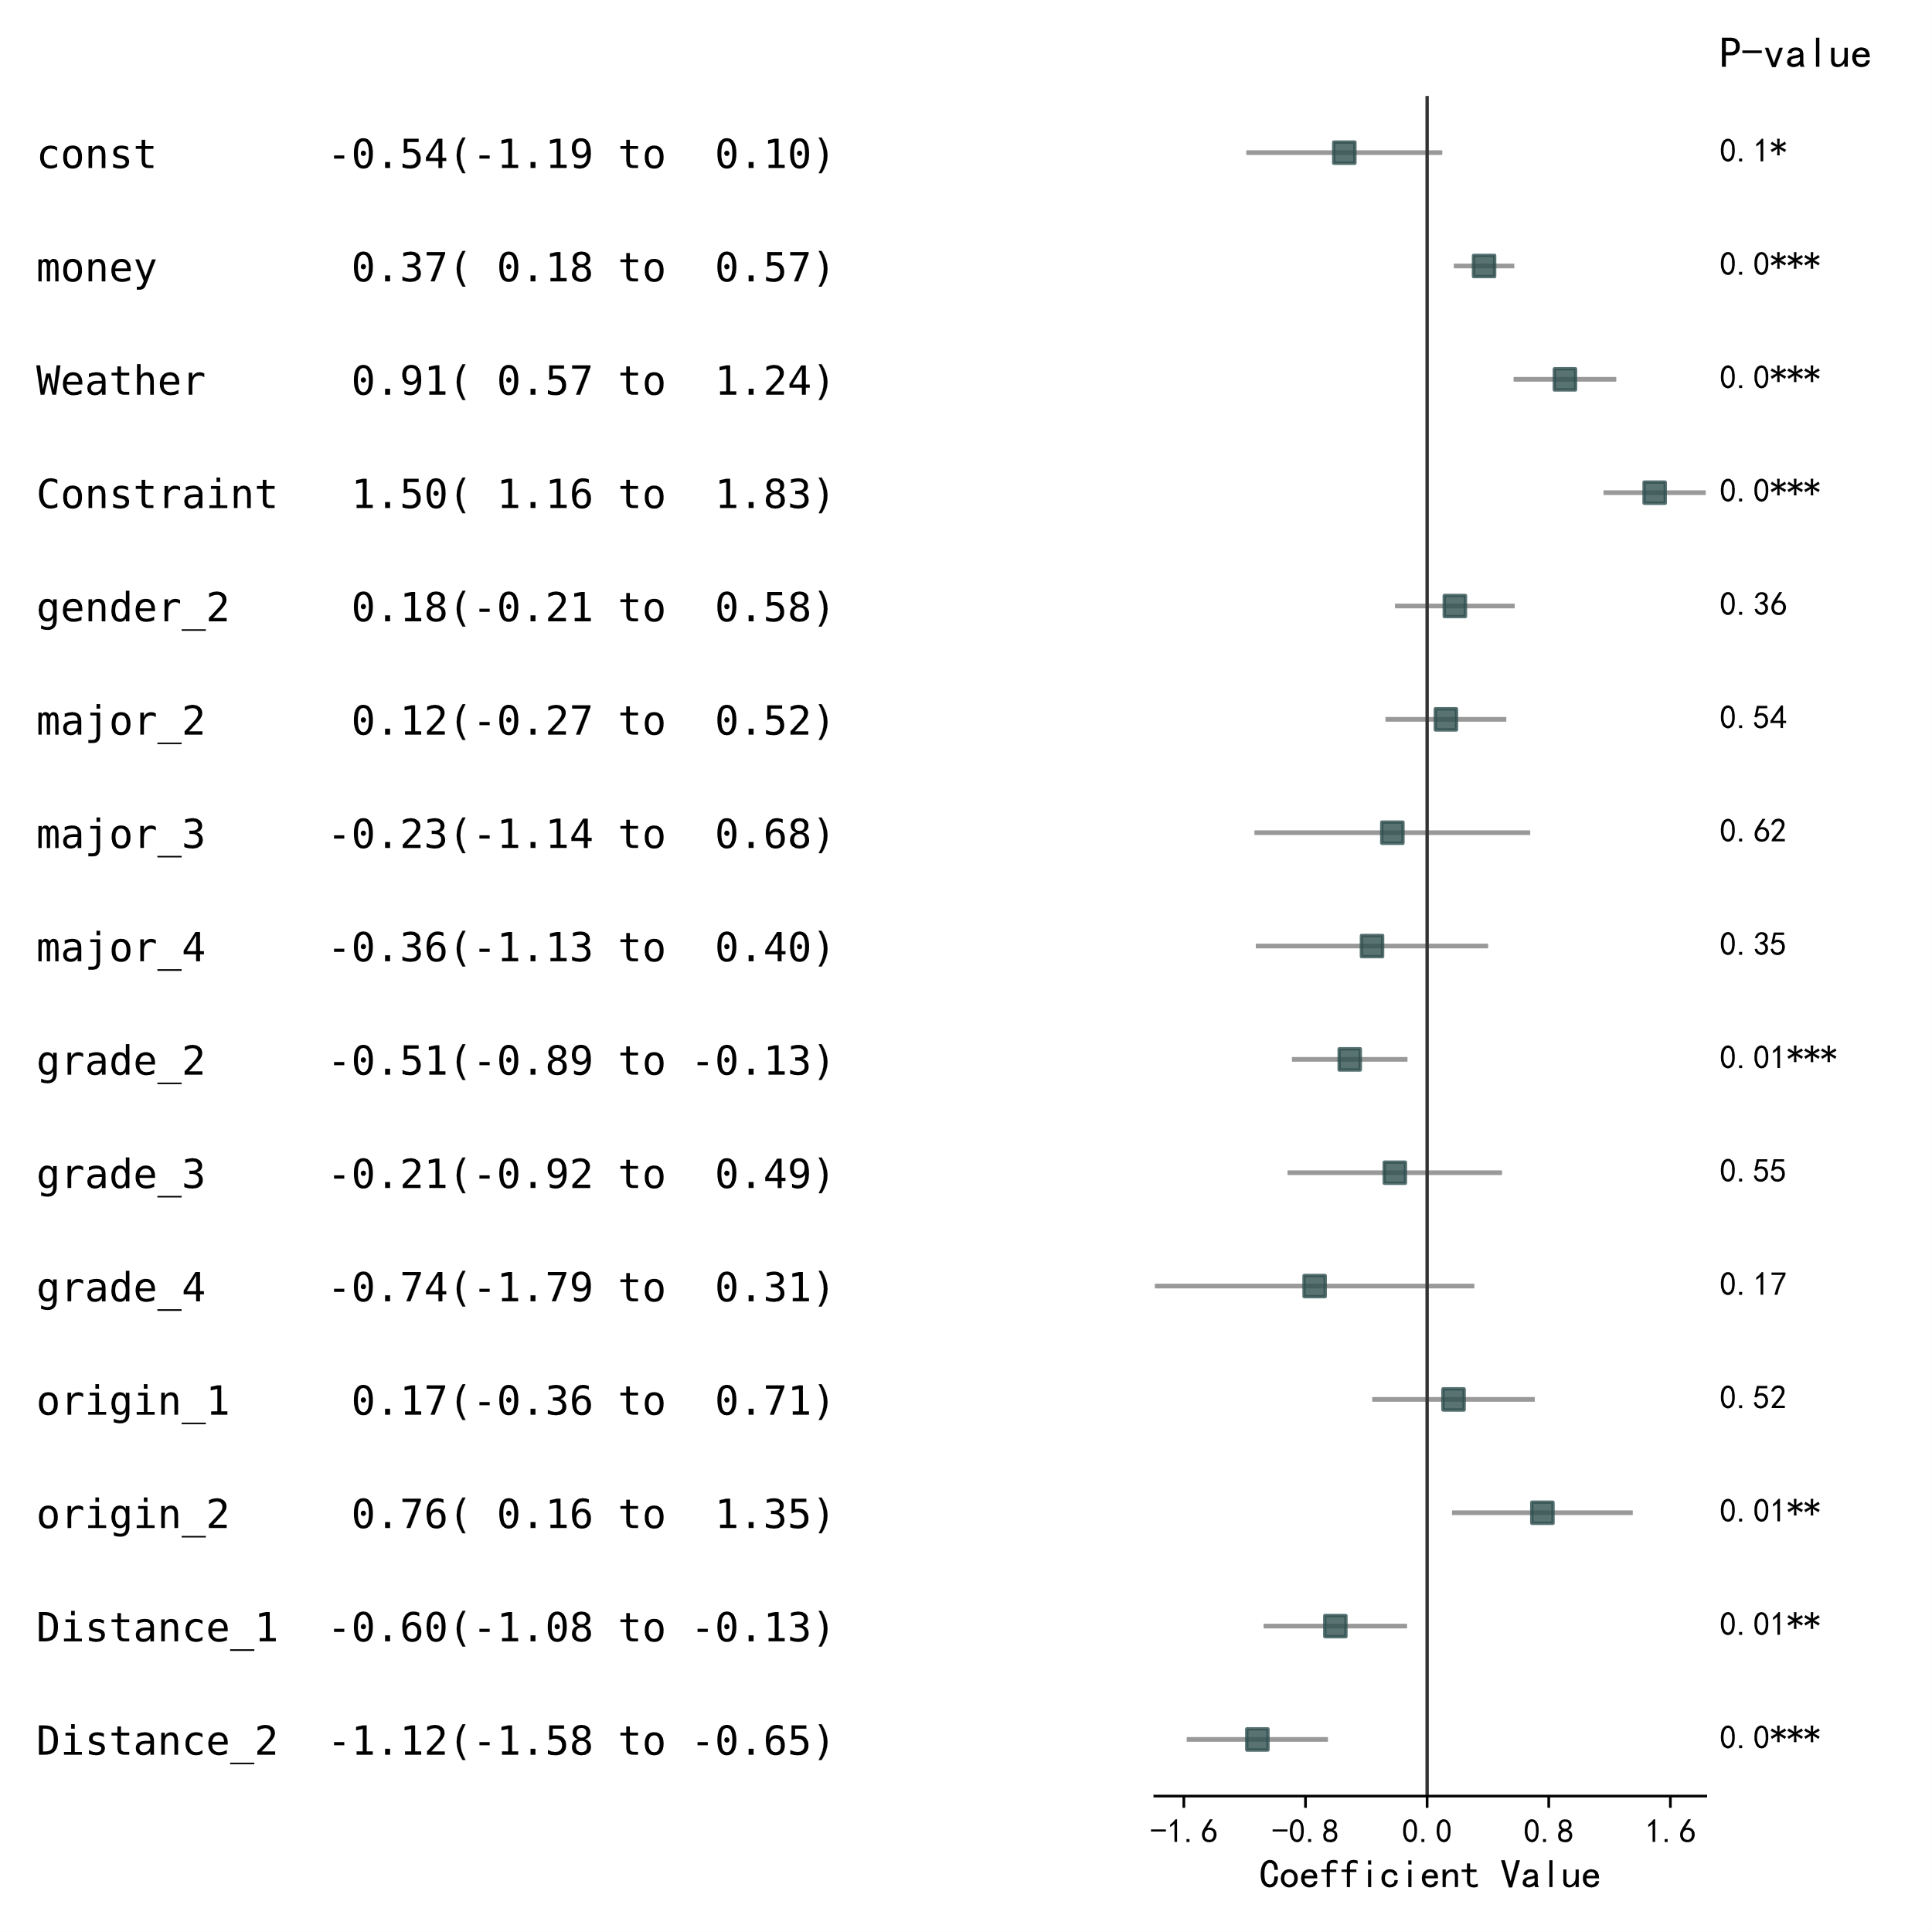 P-value
const -0.54(-1.19 to 0.10) 0.1*
money 0.37( 0.18 to 0.57) 0.0***
Weather 0.91( 0.57 to 1.24) 0.0***
Constraint 1.50( 1.16 to 1.83) 0.0***
gender_2 0.18(-0.21 to 0.58) 0.36
major_2 0.12(-0.27 to 0.52) 0.54
major_3 -0.23(-1.14 to 0.68) 0.62
major_4 -0.36(-1.13 to 0.40) 0.35
grade_2 -0.51(-0.89 to -0.13) 0.01***
grade_3 -0.21(-0.92 to 0.49) 0.55
grade_4 -0.74(-1.79 to 0.31) 0.17
origin_1 0.17(-0.36 to 0.71) 0.52
origin_2 0.76( 0.16 to 1.35) 0.01**
Distance_1 -0.60(-1.08 to -0.13) 0.01**
Distance_2 -1.12(-1.58 to -0.65) 0.0***
-1.6 -0.8 0.0 0.8 1.6
Coefficient Value